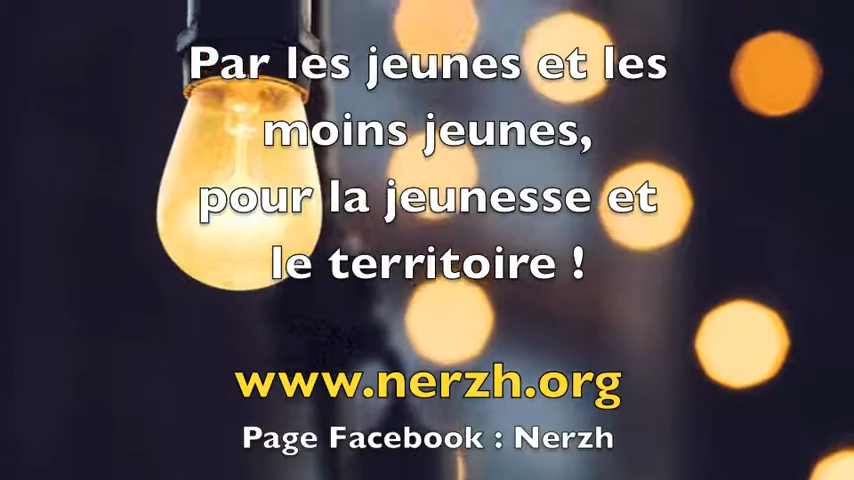 Par les jeunes et les
moins jeunes,
pour la jeunesse et
le territoire !
www.nerzh.org
Page Facebook : Nerzh